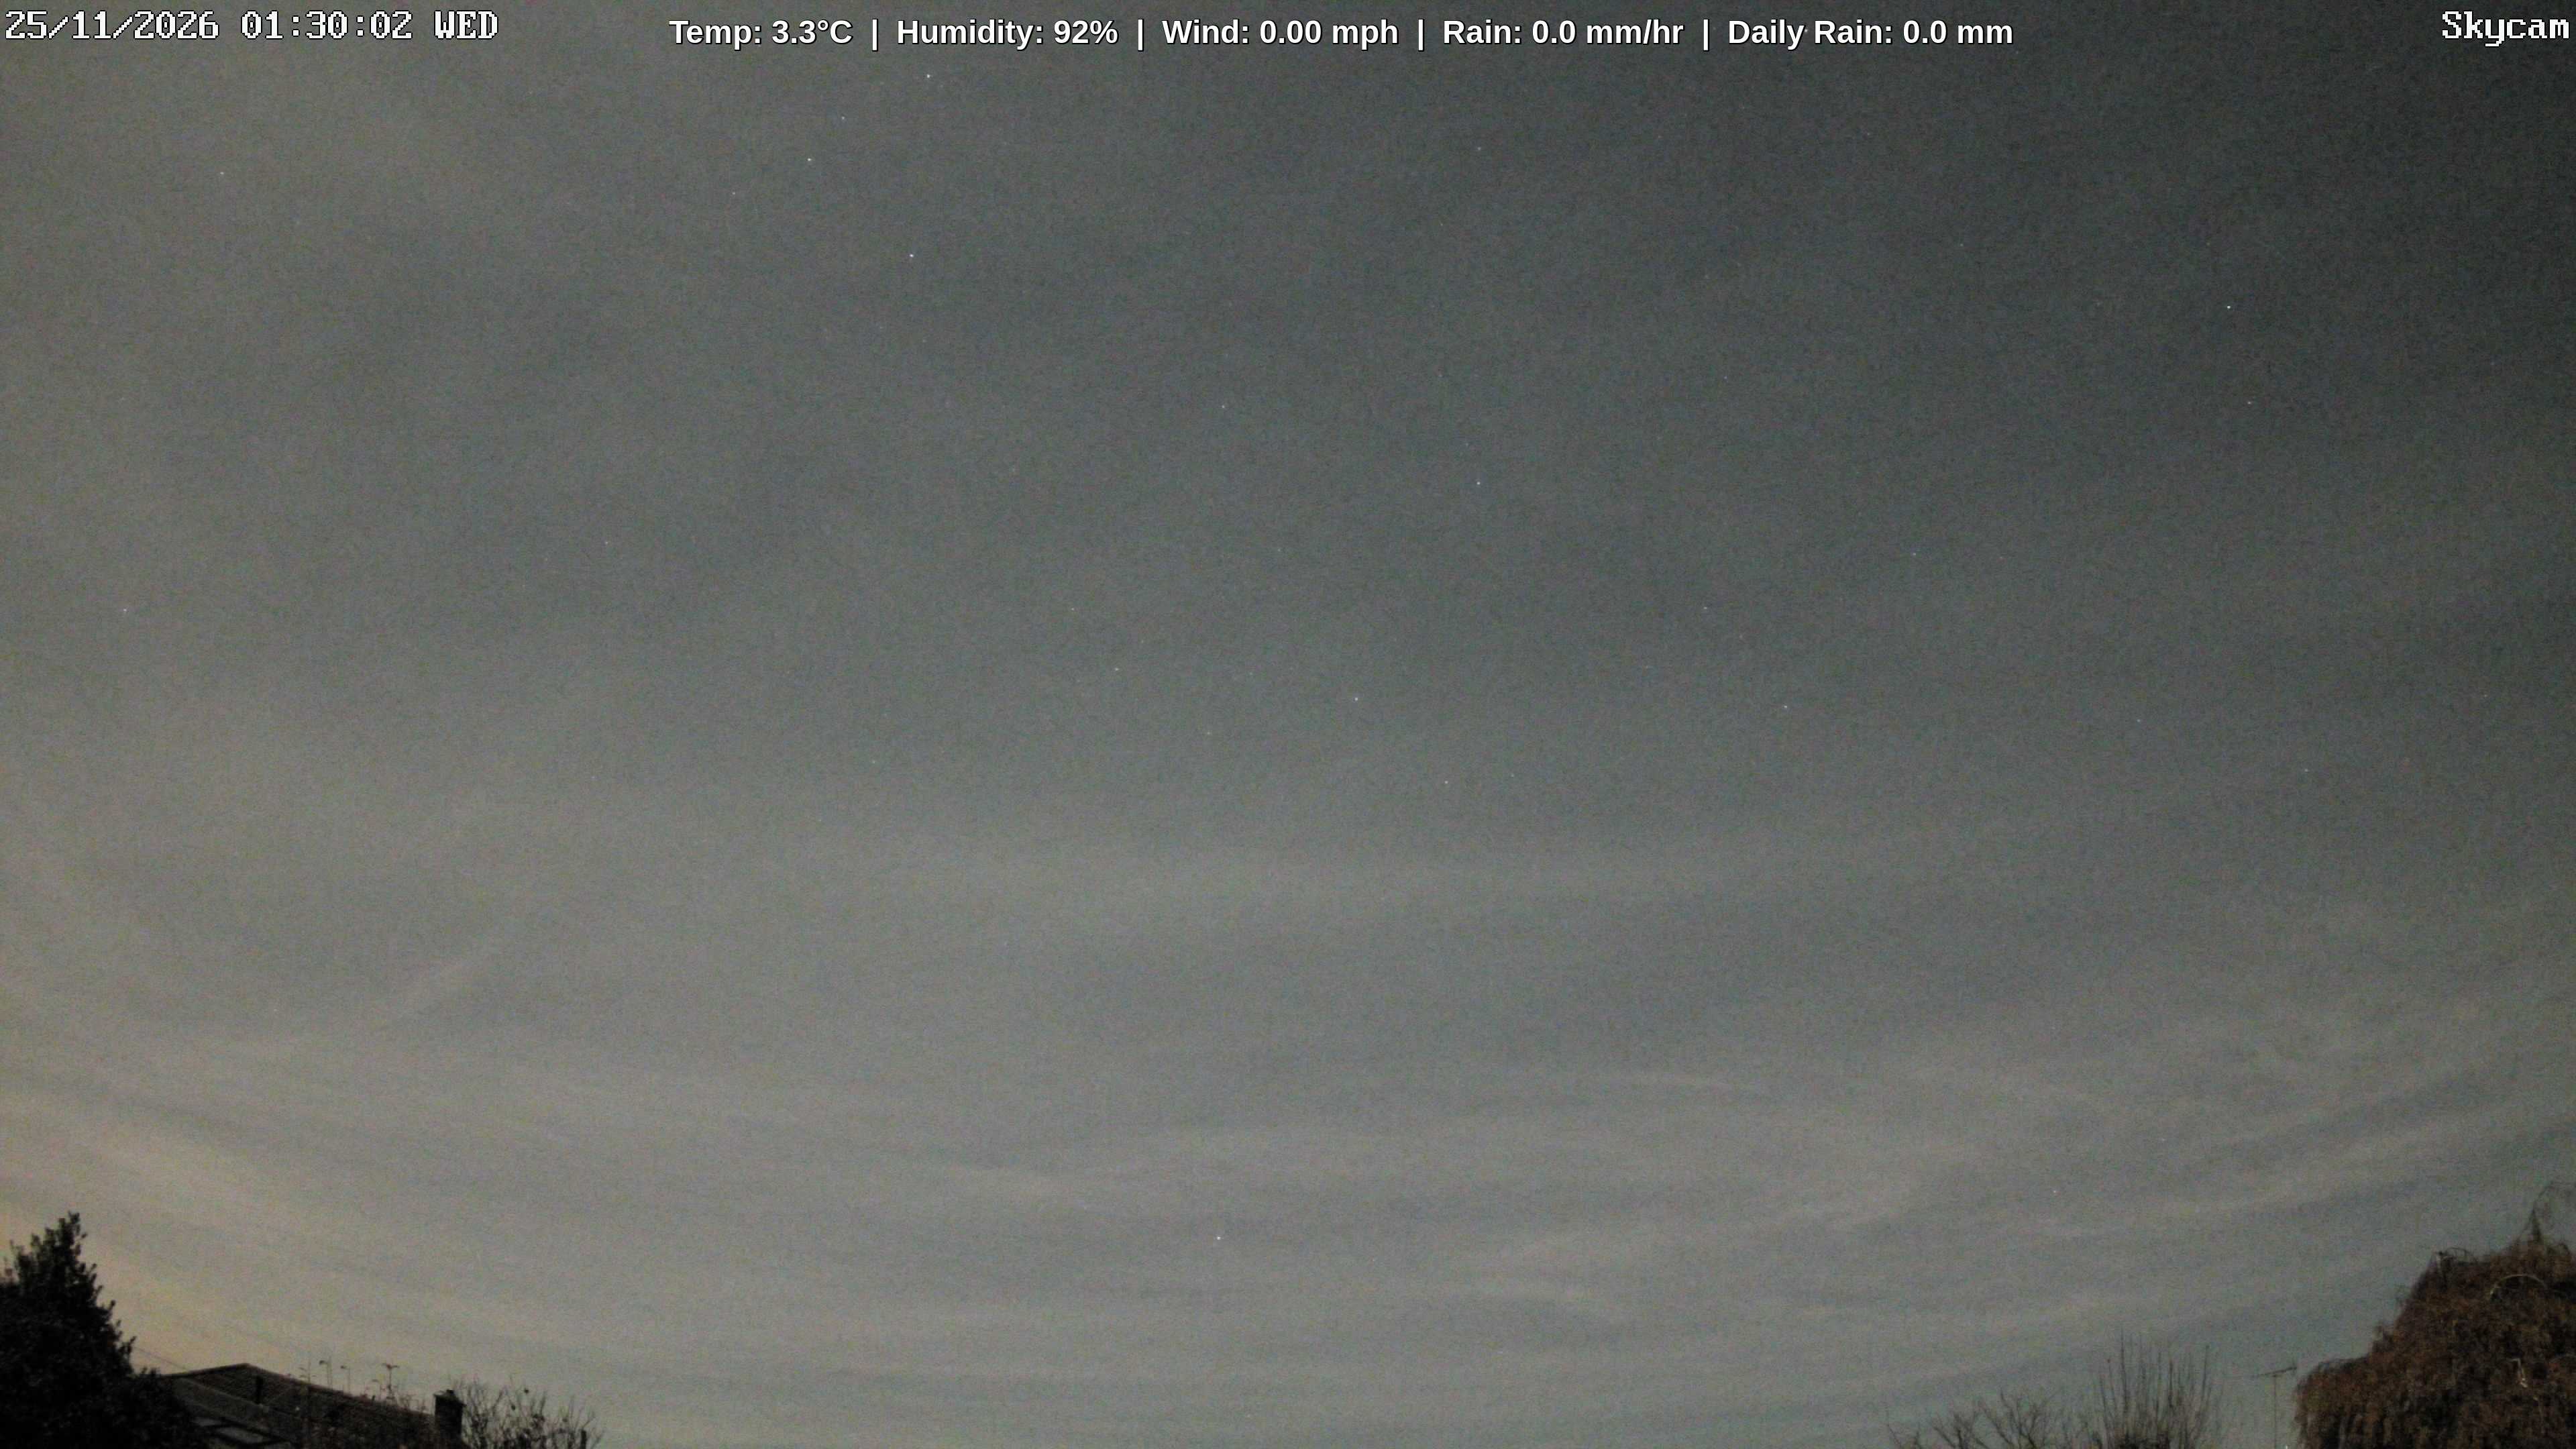 25/11/2026 01:30:02 WED
Temp: 3.3°C | Humidity: 92% | Wind: 0.00 mph | Rain: 0.0 mm/hr | Daily Rain: 0.0 mm
Skycam